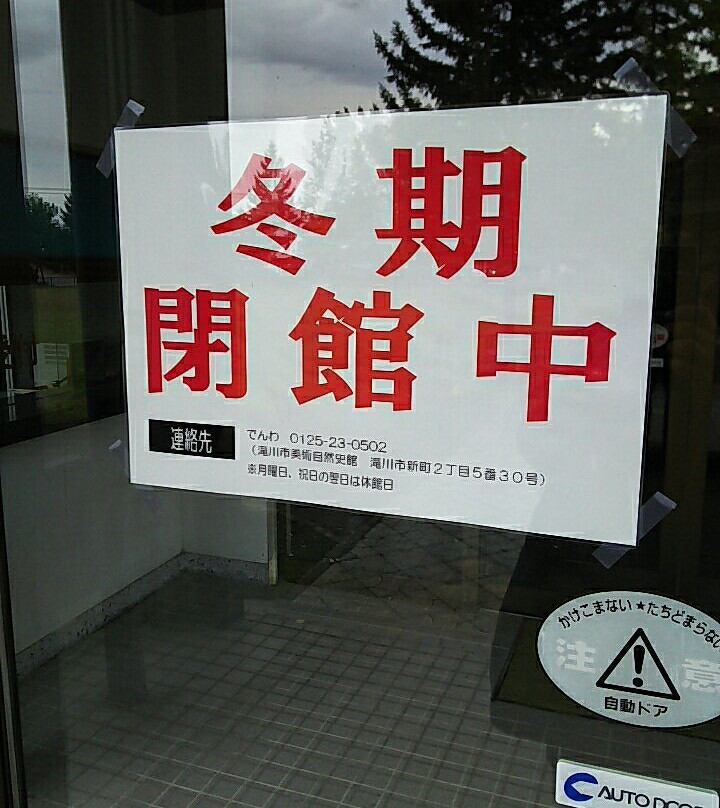 冬期
閉館中
連絡先
でんわ 0125-23-0502
（滝川市美術自然史館 滝川市新町２丁目５番３０号）
※月曜日、祝日の翌日は休館日
かけこまない★たちどまらない
注 意
自動ドア
AUTO DOOR